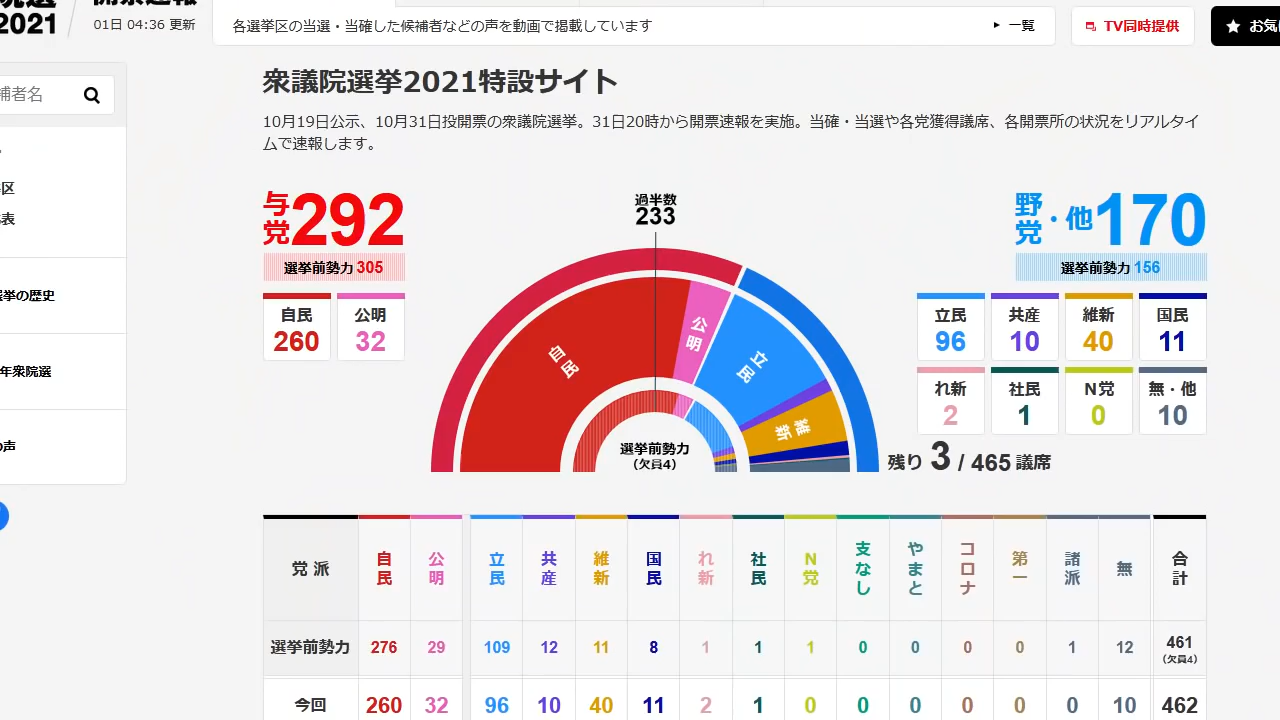 2021
01日 04:36 更新
各選挙区の当選・当確した候補者などの声を動画で掲載しています
一覧
TV同時提供
お気
補者名
区
表
選挙の歴史
年衆院選
の声
衆議院選挙2021特設サイト
10月19日公示、10月31日投開票の衆議院選挙。31日20時から開票速報を実施。当確・当選や各党獲得議席、各開票所の状況をリアルタイ
ムで速報します。
与党292
選挙前勢力 305
自民 公明
260 32
過半数
233
野党・他170
選挙前勢力 156
立民 共産 維新 国民
96 10 40 11
れ新 社民 N党 無・他
2 1 0 10
自民
公明
立民
維新
選挙前勢力
(欠員4)
残り 3 / 465 議席
党派 自民 公明 立民 共産 維新 国民 れ新 社民 N党 支なし やまと コロナ 第一 諸派 無 合計
選挙前勢力 276 29 109 12 11 8 1 1 1 0 0 0 0 1 12 461
(欠員4)
今回 260 32 96 10 40 11 2 1 0 0 0 0 0 0 10 462